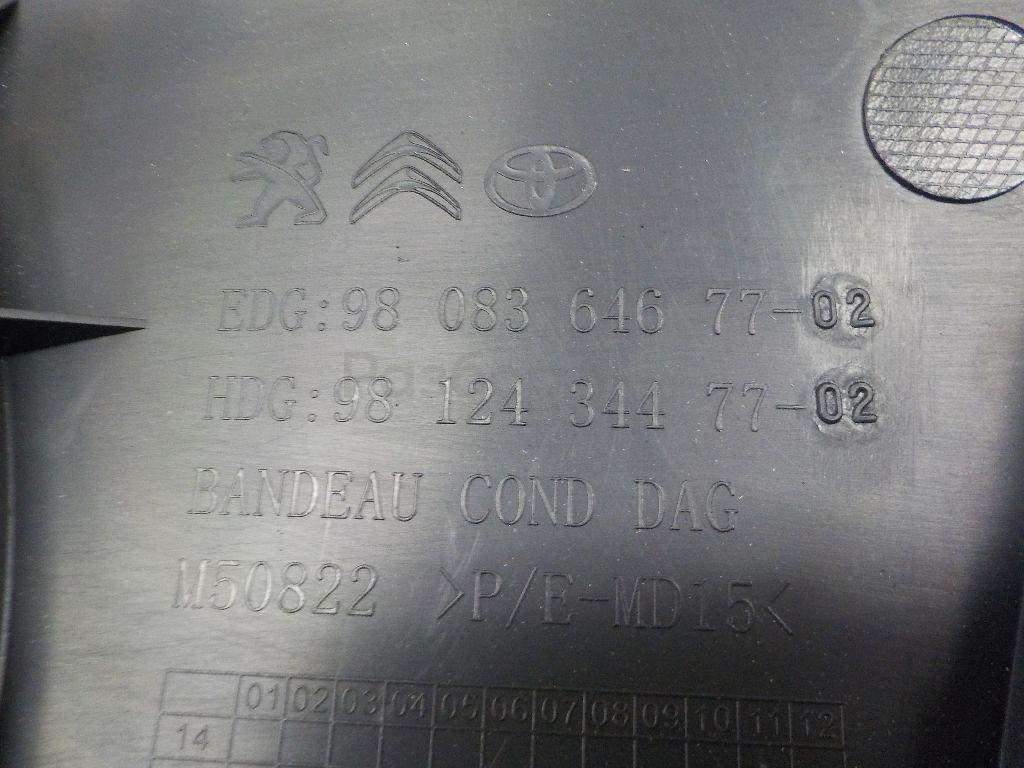 EDG:98 083 646 77-02
HDG:98 124 344 77-02
BANDEAU COND DAG
M50822 >P/E-MD15<
01 02 03 04 05 06 07 08 09 10 11 12
14